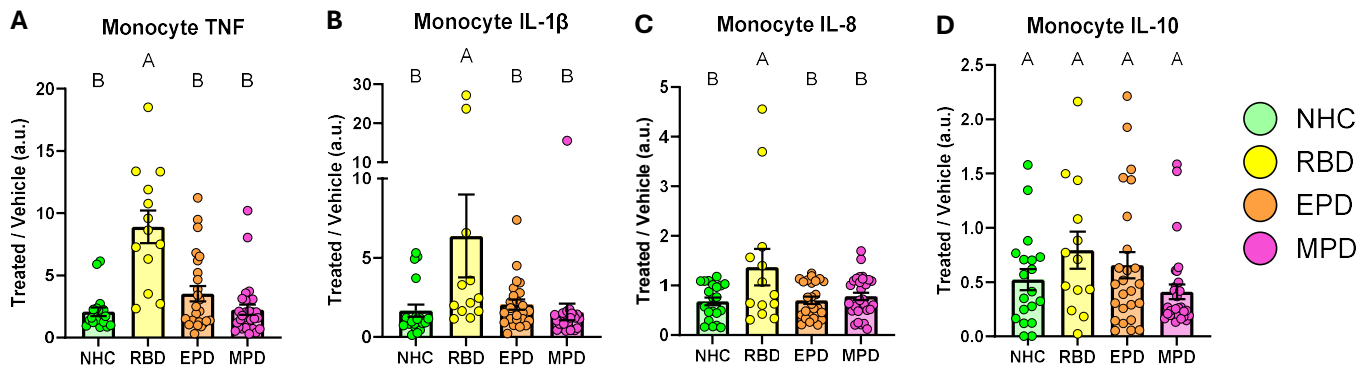 A
Monocyte TNF
B A B B
Treated / Vehicle (a.u.)
20
15
10
5
0
NHC RBD EPD MPD
B
Monocyte IL-1β
B A B B
Treated / Vehicle (a.u.)
30
20
10
10
5
0
NHC RBD EPD MPD
C
Monocyte IL-8
B A B B
Treated / Vehicle (a.u.)
5
4
3
2
1
0
NHC RBD EPD MPD
D
Monocyte IL-10
A A A A
Treated / Vehicle (a.u.)
2.5
2.0
1.5
1.0
0.5
0.0
NHC RBD EPD MPD
NHC
RBD
EPD
MPD